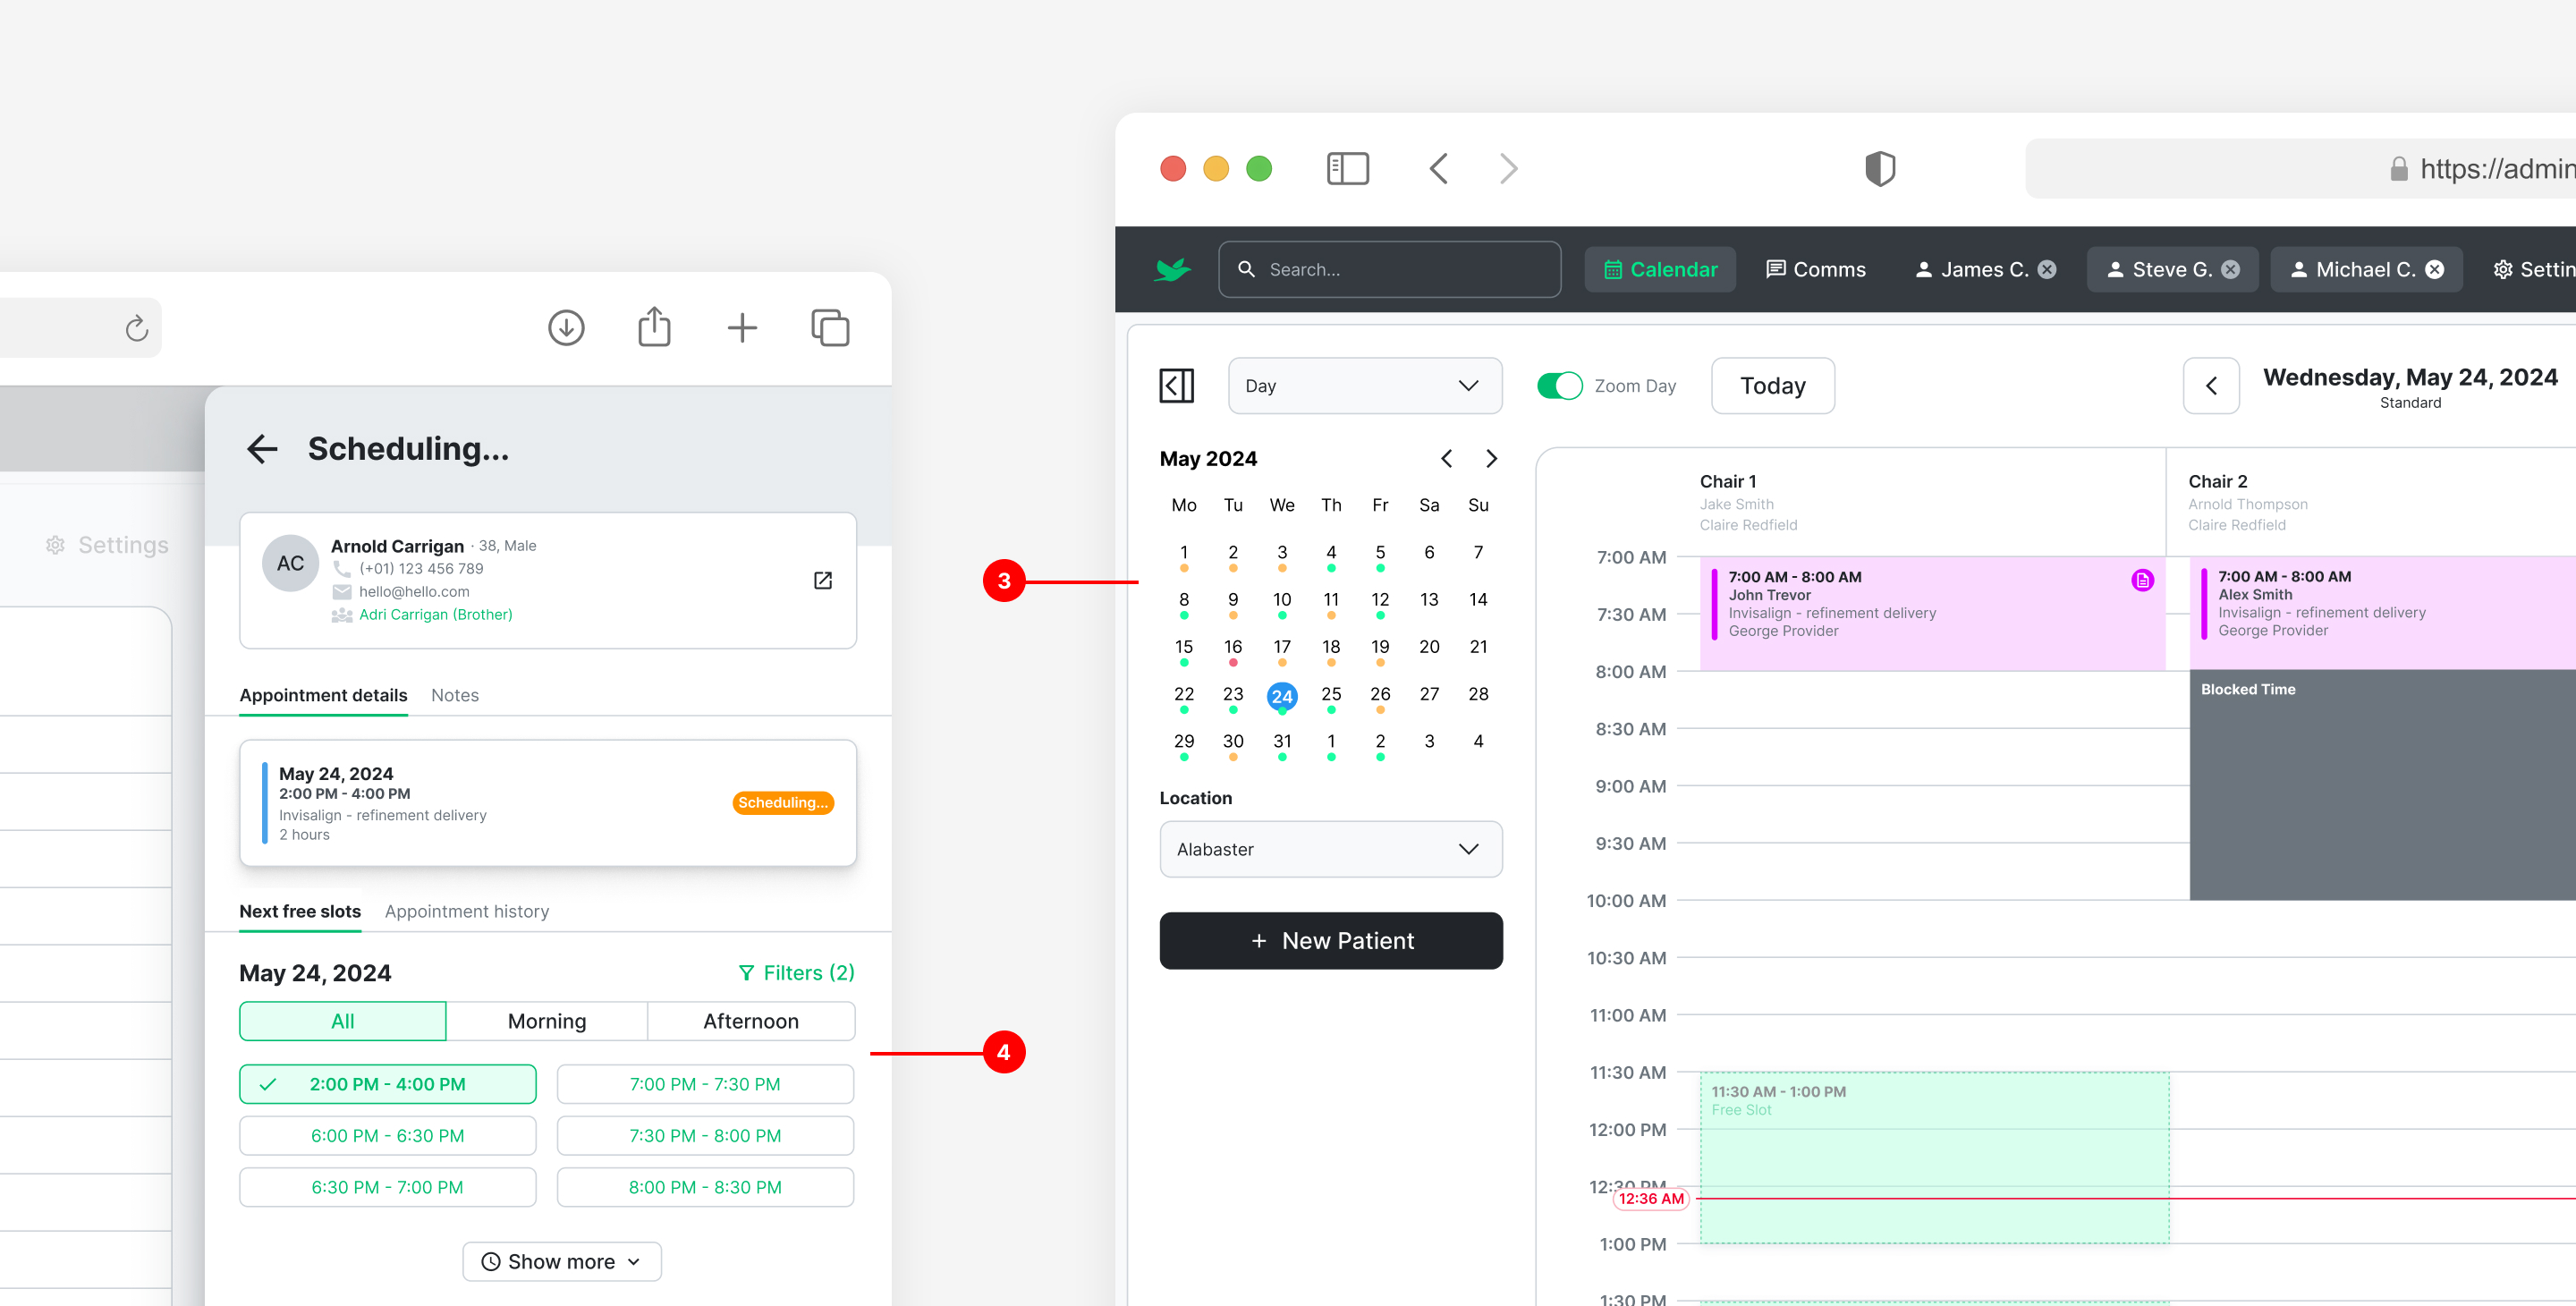 Settings
Scheduling...
AC
Arnold Carrigan · 38, Male
(+01) 123 456 789
hello@hello.com
Adri Carrigan (Brother)
Appointment details
Notes
May 24, 2024
2:00 PM - 4:00 PM
Invisalign - refinement delivery
2 hours
Scheduling...
Next free slots
Appointment history
May 24, 2024
Filters (2)
All
Morning
Afternoon
2:00 PM - 4:00 PM
7:00 PM - 7:30 PM
6:00 PM - 6:30 PM
7:30 PM - 8:00 PM
6:30 PM - 7:00 PM
8:00 PM - 8:30 PM
Show more
3
4
https://admin
Search...
Calendar
Comms
James C.
Steve G.
Michael C.
Settin
Day
Zoom Day
Today
Wednesday, May 24, 2024
Standard
May 2024
Mo Tu We Th Fr Sa Su
1 2 3 4 5 6 7
8 9 10 11 12 13 14
15 16 17 18 19 20 21
22 23 24 25 26 27 28
29 30 31 1 2 3 4
Location
Alabaster
+ New Patient
Chair 1
Jake Smith
Claire Redfield
Chair 2
Arnold Thompson
Claire Redfield
7:00 AM
7:30 AM
8:00 AM
8:30 AM
9:00 AM
9:30 AM
10:00 AM
10:30 AM
11:00 AM
11:30 AM
12:00 PM
12:30 PM
12:36 AM
1:00 PM
1:30 PM
7:00 AM - 8:00 AM
John Trevor
Invisalign - refinement delivery
George Provider
7:00 AM - 8:00 AM
Alex Smith
Invisalign - refinement delivery
George Provider
Blocked Time
11:30 AM - 1:00 PM
Free Slot